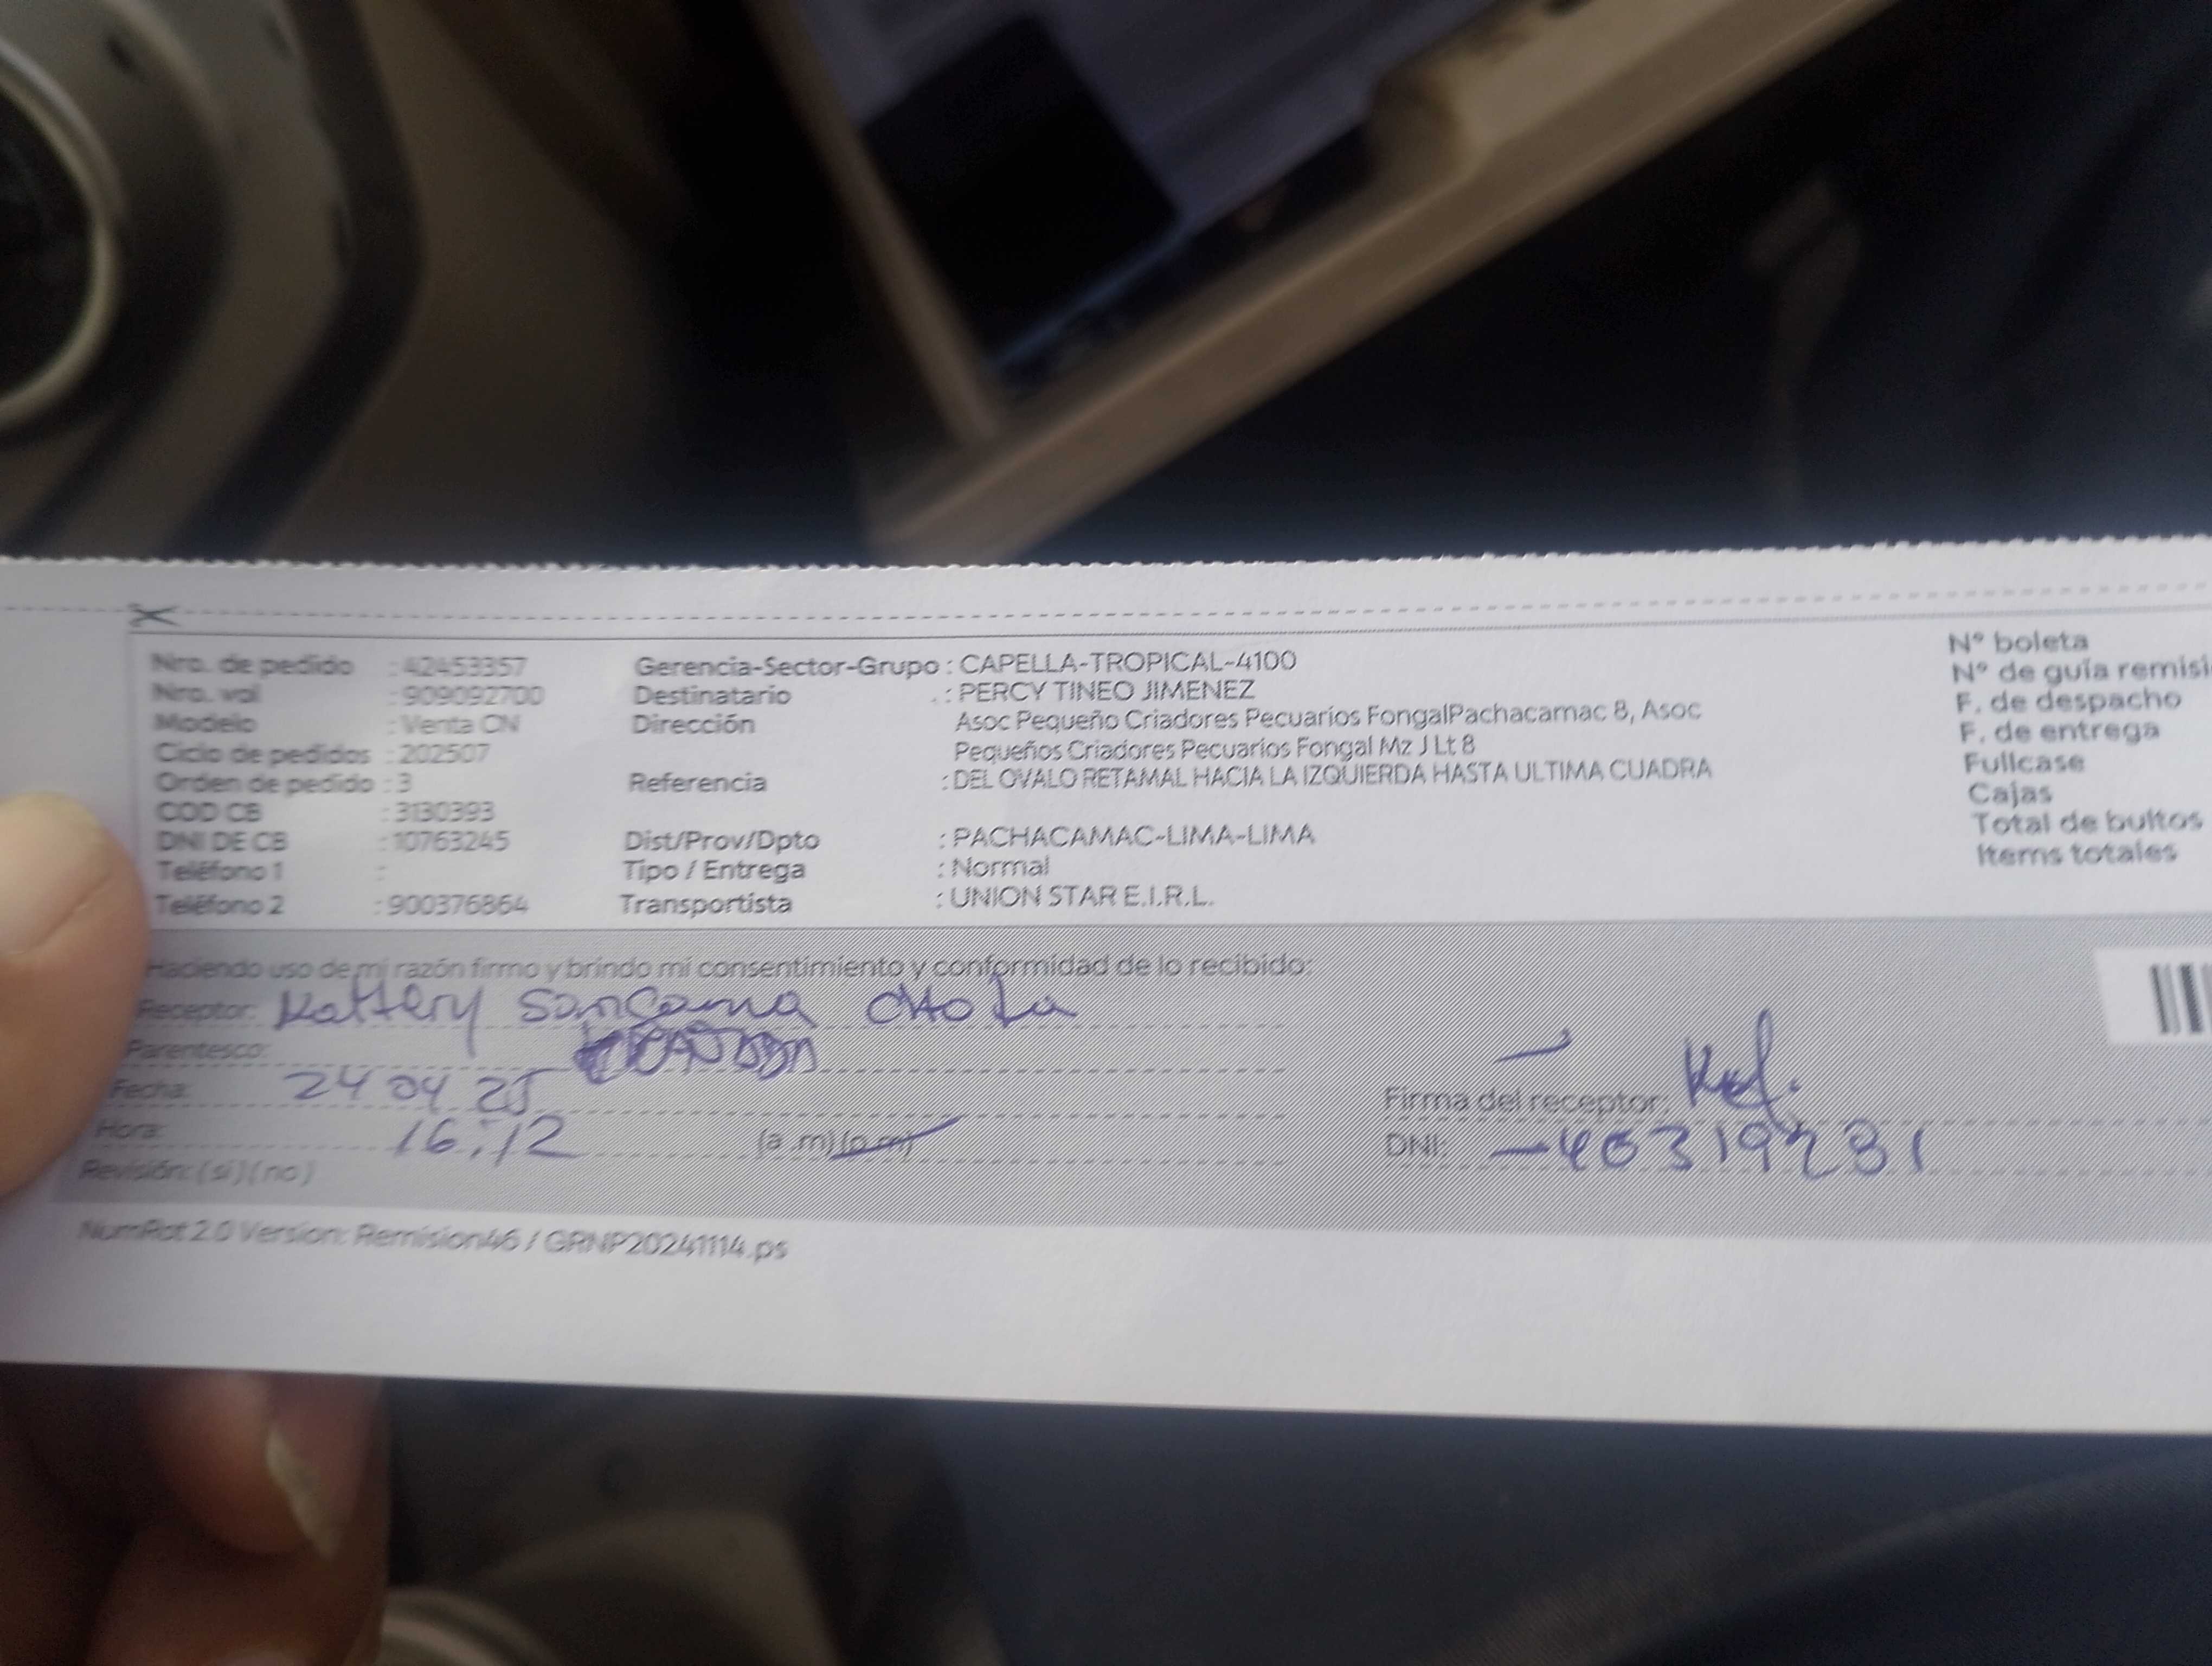 Nro. de pedido : 42453357 Gerencia-Sector-Grupo : CAPELLA-TROPICAL-4100 N° boleta
Nro. val : 909092700 Destinatario : PERCY TINEO JIMENEZ N° de guía remisi
Modelo : Venta ON Dirección Asoc Pequeño Criadores Pecuarios FongalPachacamac 8, Asoc F. de despacho
Ciclo de pedidos : 202507 Pequeños Criadores Pecuarios Fongal Mz J Lt 8 F. de entrega
Orden de pedido : 3 Referencia : DEL OVALO RETAMAL HACIA LA IZQUIERDA HASTA ULTIMA CUADRA Fullcase
COD CB : 3130393 Cajas
DNI DE CB : 10763245 Dist/Prov/Dpto : PACHACAMAC-LIMA-LIMA Total de bultos
Teléfono 1 : Tipo / Entrega : Normal Items totales
Teléfono 2 : 900376864 Transportista : UNION STAR E.I.R.L.
Haciendo uso de mi razón firmo y brindo mi consentimiento y conformidad de lo recibido:
Receptor:
Parentesco:
Fecha: 24 04 25 Firma del receptor:
Hora: 16:12 (a .m) (p.m) DNI:
Revisión: (si) (no)
NumRot 2.0 Version: Remision46 / GRNP20241114.ps